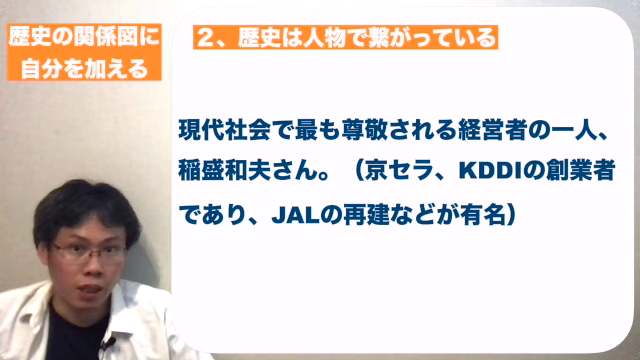 歴史の関係図に
自分を加える
２、歴史は人物で繋がっている
現代社会で最も尊敬される経営者の一人、
稲盛和夫さん。（京セラ、KDDIの創業者
であり、JALの再建などが有名）